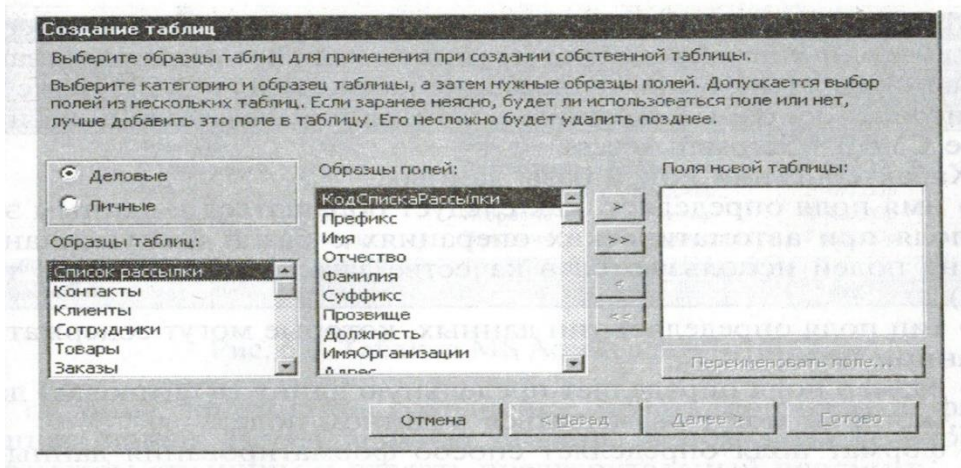 Создание таблиц
Выберите образцы таблиц для применения при создании собственной таблицы.
Выберите категорию и образец таблицы, а затем нужные образцы полей. Допускается выбор
полей из нескольких таблиц. Если заранее неясно, будет ли использоваться поле или нет,
лучше добавить это поле в таблицу. Его несложно будет удалить позднее.
Деловые
Личные
Образцы таблиц:
Список рассылки
Контакты
Клиенты
Сотрудники
Товары
Заказы
Образцы полей:
КодСпискаРассылки
Префикс
Имя
Отчество
Фамилия
Суффикс
Прозвище
Должность
ИмяОрганизации
Адрес
>
>>
<
<<
Поля новой таблицы:
Переименовать поле...
Отмена
< Назад
Далее >
Готово